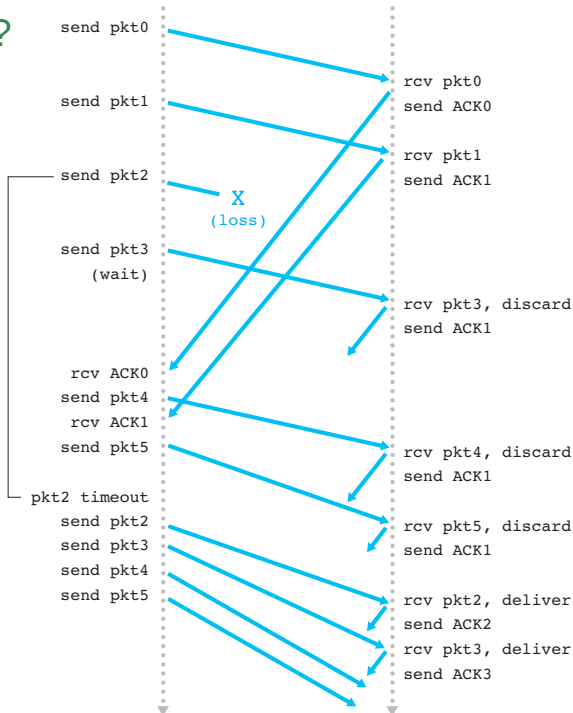 ?
send pkt0
rcv pkt0
send ACK0
send pkt1
rcv pkt1
send ACK1
send pkt2
X
(loss)
send pkt3
(wait)
rcv pkt3, discard
send ACK1
rcv ACK0
send pkt4
rcv ACK1
send pkt5
rcv pkt4, discard
send ACK1
pkt2 timeout
send pkt2
send pkt3
send pkt4
send pkt5
rcv pkt5, discard
send ACK1
rcv pkt2, deliver
send ACK2
rcv pkt3, deliver
send ACK3